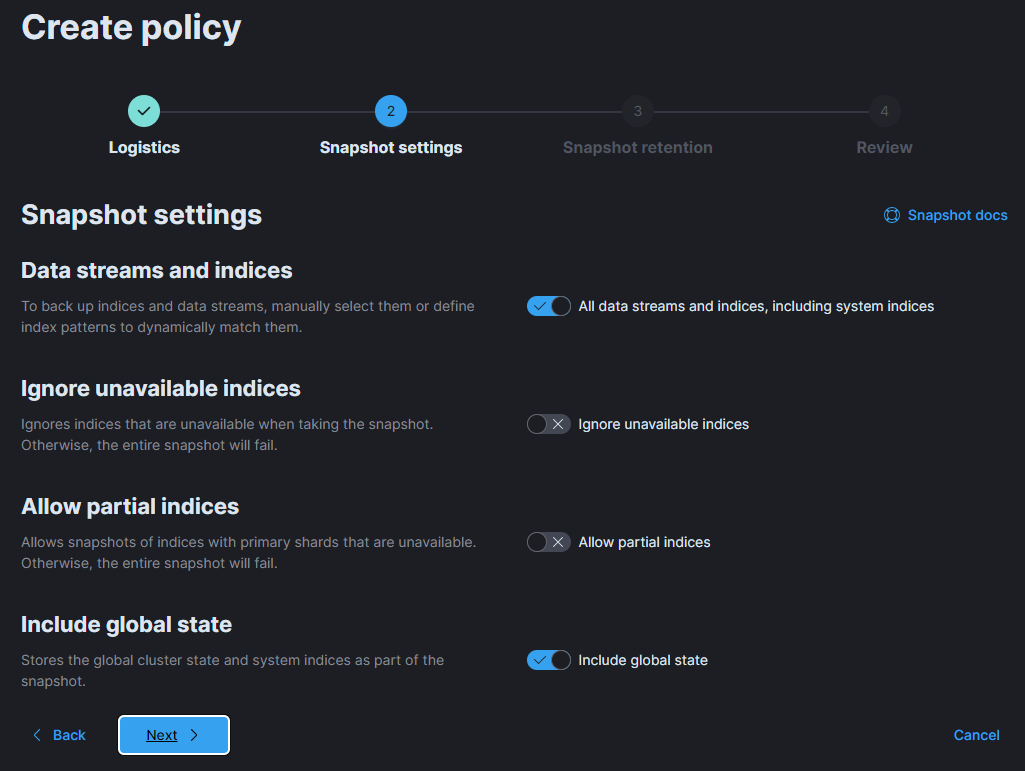 Create policy
2
3
4
Logistics
Snapshot settings
Snapshot retention
Review
Snapshot settings
Snapshot docs
Data streams and indices
To back up indices and data streams, manually select them or define
index patterns to dynamically match them.
All data streams and indices, including system indices
Ignore unavailable indices
Ignores indices that are unavailable when taking the snapshot.
Otherwise, the entire snapshot will fail.
Ignore unavailable indices
Allow partial indices
Allows snapshots of indices with primary shards that are unavailable.
Otherwise, the entire snapshot will fail.
Allow partial indices
Include global state
Stores the global cluster state and system indices as part of the
snapshot.
Include global state
Back
Next
Cancel